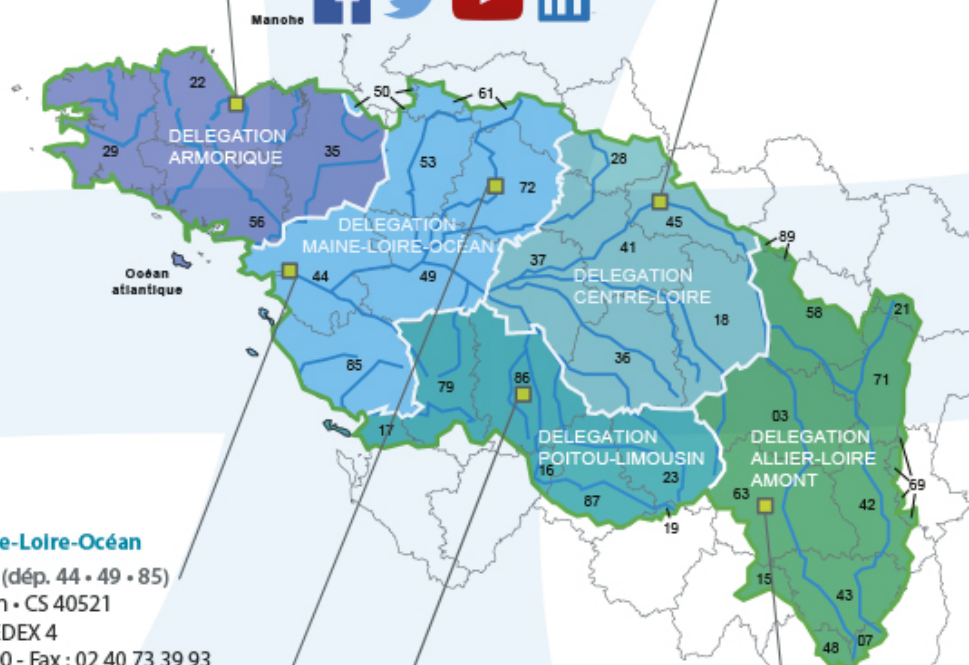 Manche
50
61
22
DELEGATION
ARMORIQUE
29
35
56
53
72
28
45
DELEGATION
MAINE-LOIRE-OCEAN
44
49
85
37
41
DELEGATION
CENTRE-LOIRE
18
36
89
58
21
71
Océan
atlantique
79
86
17
DELEGATION
POITOU-LIMOUSIN
16
23
87
19
03
DELEGATION
ALLIER-LOIRE
AMONT
63
69
42
15
43
48
07
e-Loire-Océan
(dép. 44 • 49 • 85)
n • CS 40521
EDEX 4
0 - Fax : 02 40 73 39 93